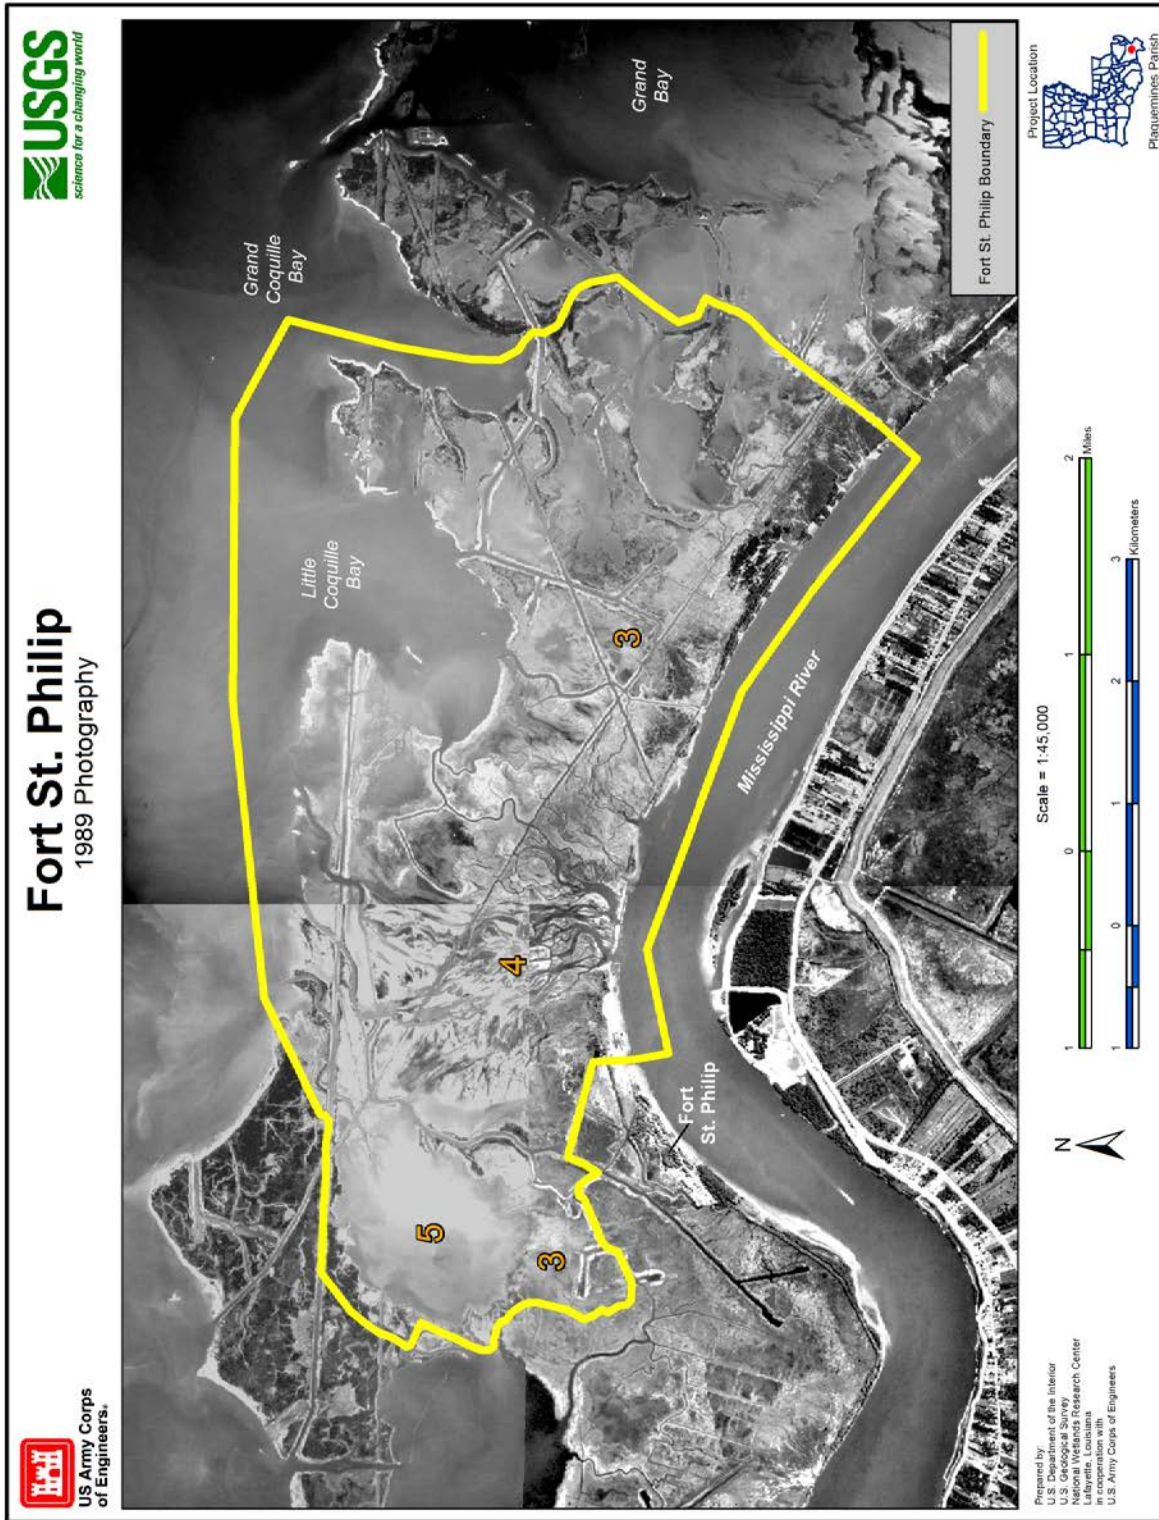 US Army Corps
of Engineers®
Fort St. Philip
1989 Photography
USGS
science for a changing world
Grand
Coquille
Bay
Little
Coquille
Bay
Grand
Bay
5
3
4
3
Fort
St. Philip
Mississippi River
Fort St. Philip Boundary
Prepared by:
U.S. Department of the Interior
U.S. Geological Survey
National Wetlands Research Center
Lafayette, Louisiana
in cooperation with
U.S. Army Corps of Engineers
N
Scale = 1:45,000
1 0 1 2
Miles
1 0 1 2 3
Kilometers
Project Location
Plaquemines Parish